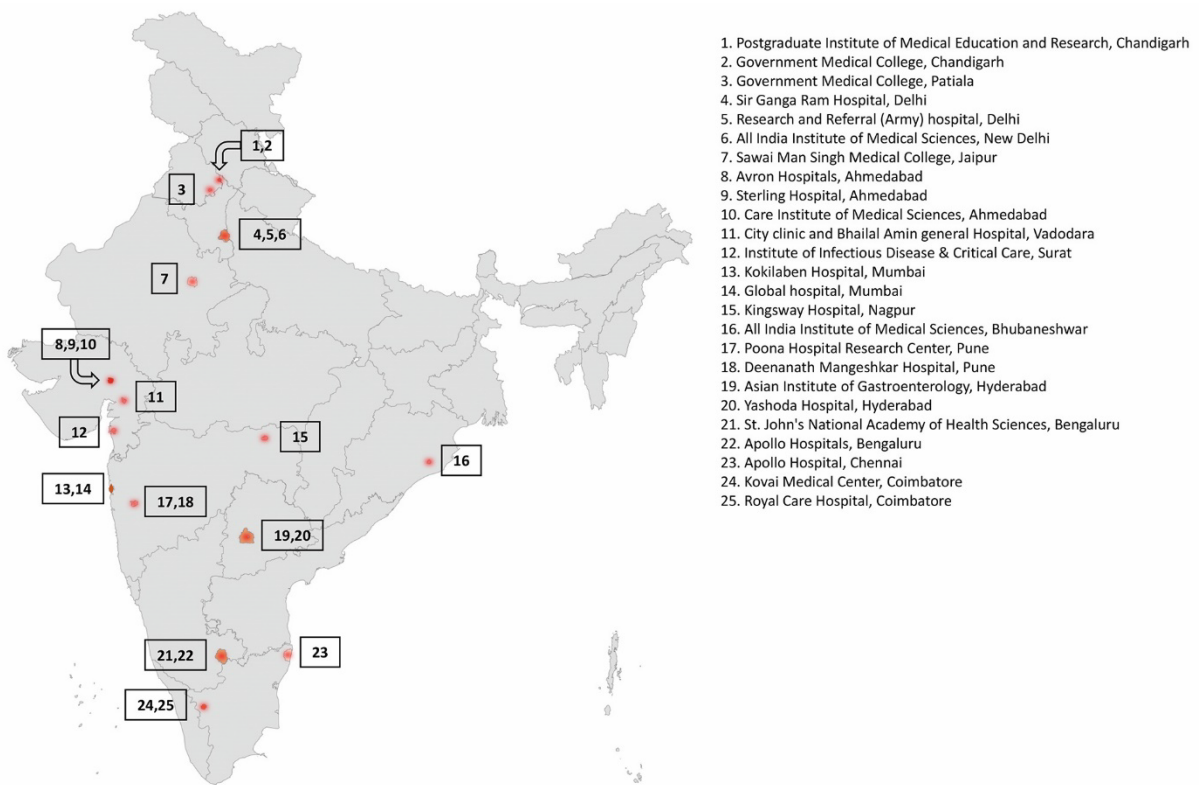 1. Postgraduate Institute of Medical Education and Research, Chandigarh
2. Government Medical College, Chandigarh
3. Government Medical College, Patiala
4. Sir Ganga Ram Hospital, Delhi
5. Research and Referral (Army) hospital, Delhi
6. All India Institute of Medical Sciences, New Delhi
7. Sawai Man Singh Medical College, Jaipur
8. Avron Hospitals, Ahmedabad
9. Sterling Hospital, Ahmedabad
10. Care Institute of Medical Sciences, Ahmedabad
11. City clinic and Bhailal Amin general Hospital, Vadodara
12. Institute of Infectious Disease & Critical Care, Surat
13. Kokilaben Hospital, Mumbai
14. Global hospital, Mumbai
15. Kingsway Hospital, Nagpur
16. All India Institute of Medical Sciences, Bhubaneshwar
17. Poona Hospital Research Center, Pune
18. Deenanath Mangeshkar Hospital, Pune
19. Asian Institute of Gastroenterology, Hyderabad
20. Yashoda Hospital, Hyderabad
21. St. John's National Academy of Health Sciences, Bengaluru
22. Apollo Hospitals, Bengaluru
23. Apollo Hospital, Chennai
24. Kovai Medical Center, Coimbatore
25. Royal Care Hospital, Coimbatore
1,2
3
4,5,6
7
8,9,10
11
12
15
16
13,14
17,18
19,20
21,22
23
24,25